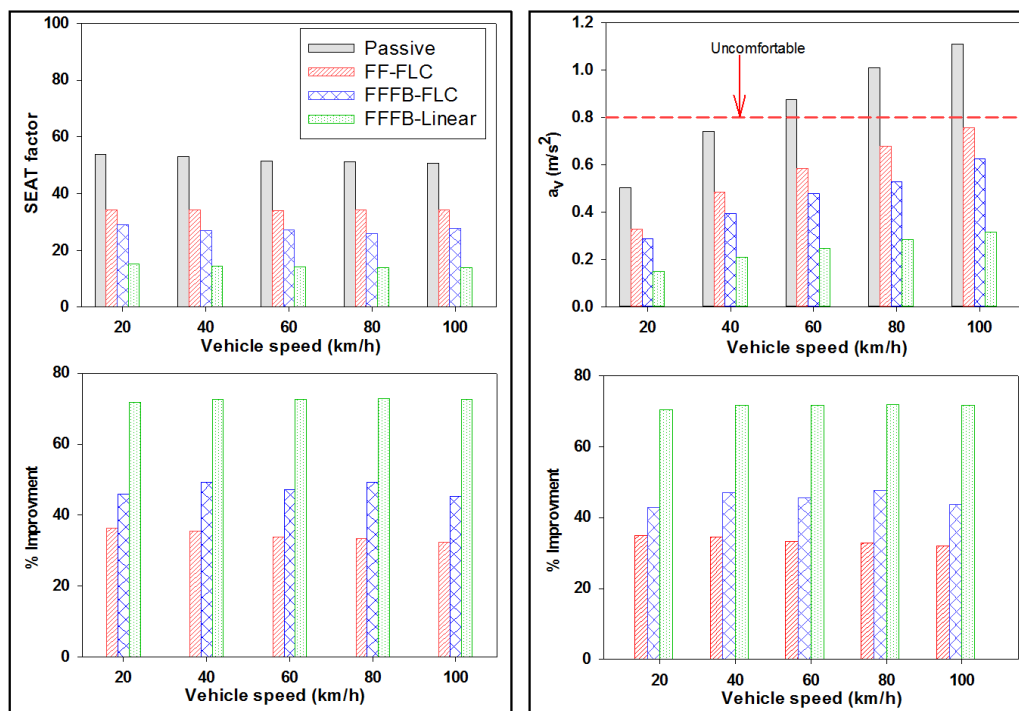 100
80
60
40
20
0
SEAT factor
Passive
FF-FLC
FFFB-FLC
FFFB-Linear
20 40 60 80 100
Vehicle speed (km/h)
1.2
1.0
0.8
0.6
0.4
0.2
0.0
av (m/s²)
Uncomfortable
20 40 60 80 100
Vehicle speed (km/h)
80
60
40
20
0
% Improvment
20 40 60 80 100
Vehicle speed (km/h)
80
60
40
20
0
% Improvment
20 40 60 80 100
Vehicle speed (km/h)